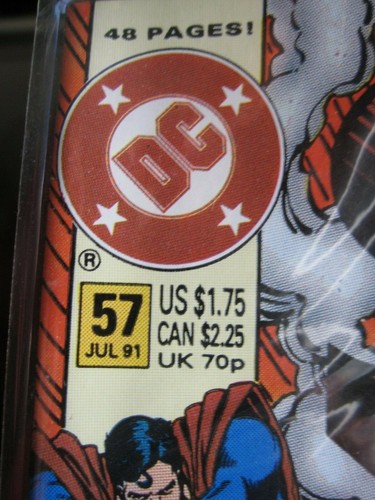 48 PAGES!
DC
®
57
JUL 91
US $1.75
CAN $2.25
UK 70p